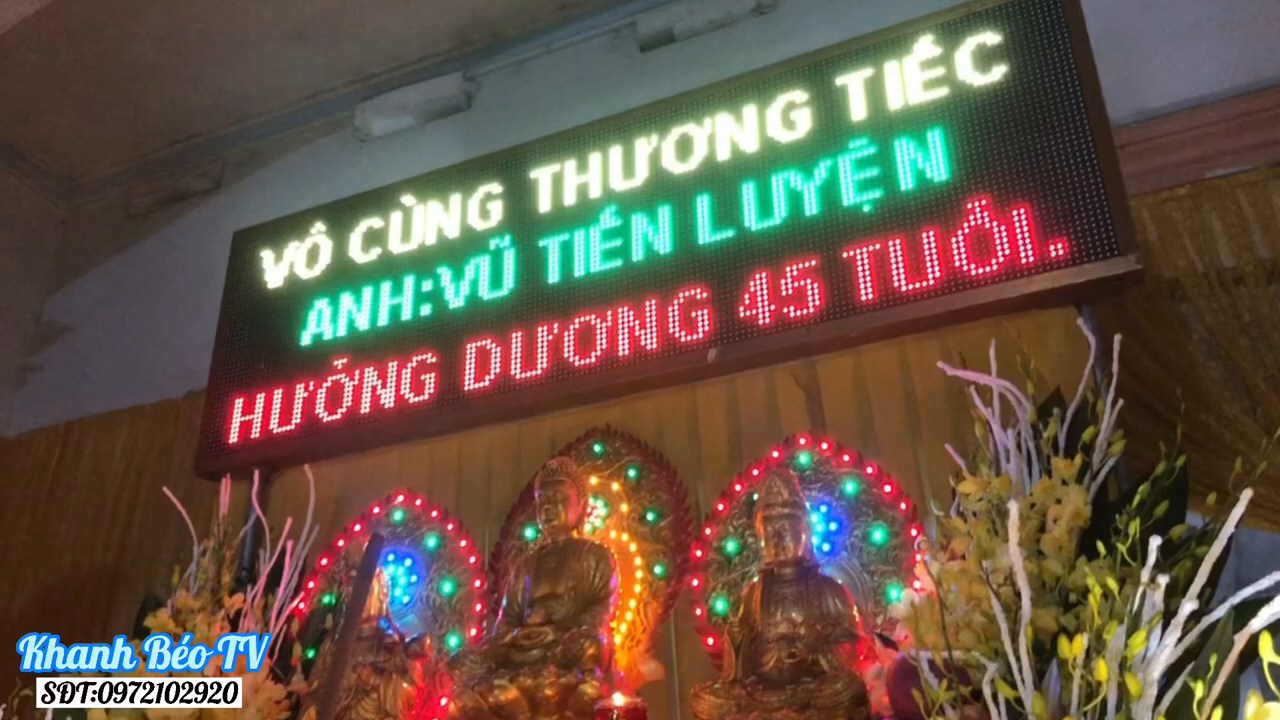 VÔ CÙNG THƯƠNG TIẾC
ANH:VŨ TIẾN LUYỆN
HƯỞNG DƯƠNG 45 TUỔI.
Khanh Béo TV
SĐT:0972102920